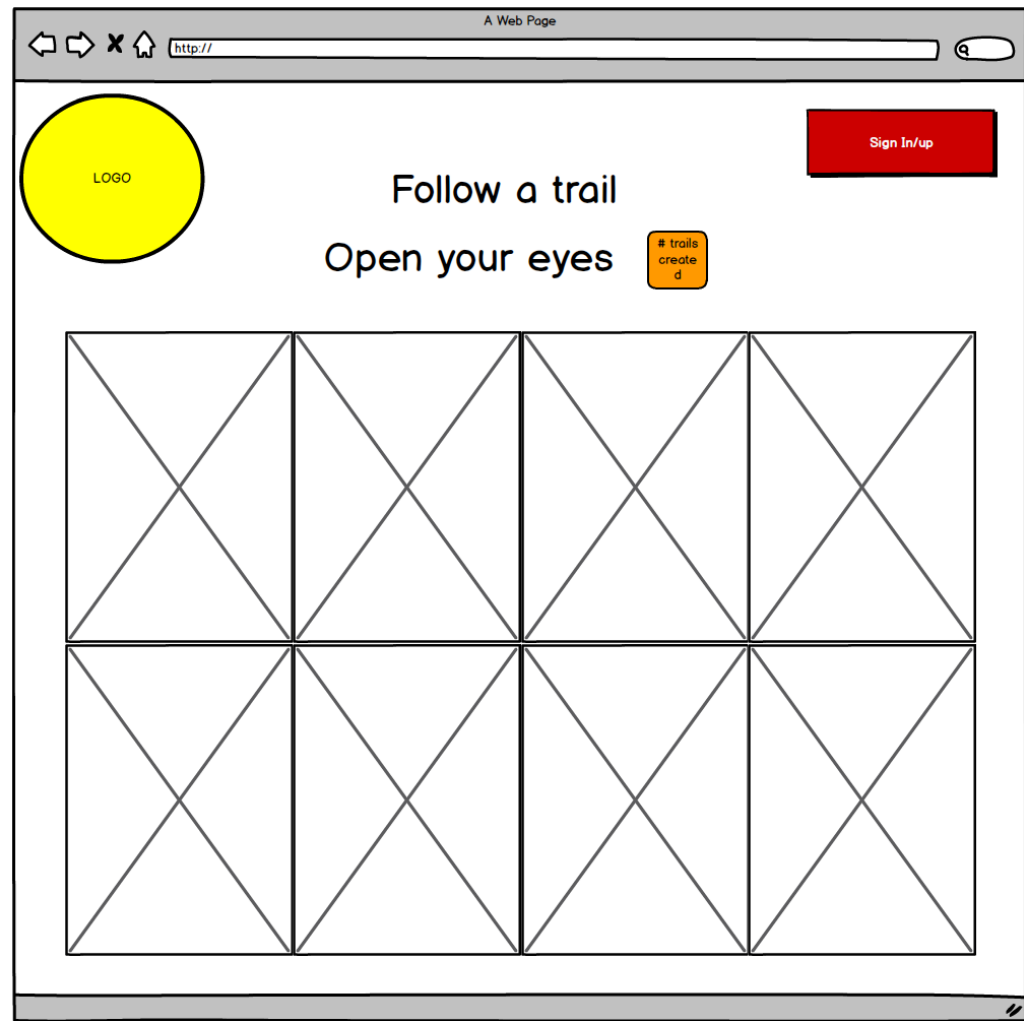 A Web Page
http://
LOGO
Sign In/up
Follow a trail
Open your eyes
# trails
create
d